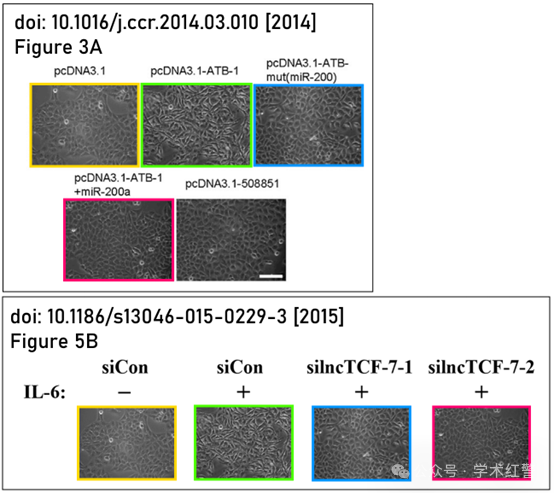 doi: 10.1016/j.ccr.2014.03.010 [2014]
Figure 3A
pcDNA3.1
pcDNA3.1-ATB-1
pcDNA3.1-ATB-
mut(miR-200)
pcDNA3.1-ATB-1
+miR-200a
pcDNA3.1-508851
doi: 10.1186/s13046-015-0229-3 [2015]
Figure 5B
siCon siCon silncTCF-7-1 silncTCF-7-2
IL-6: − + + +
公众号 · 学术红警